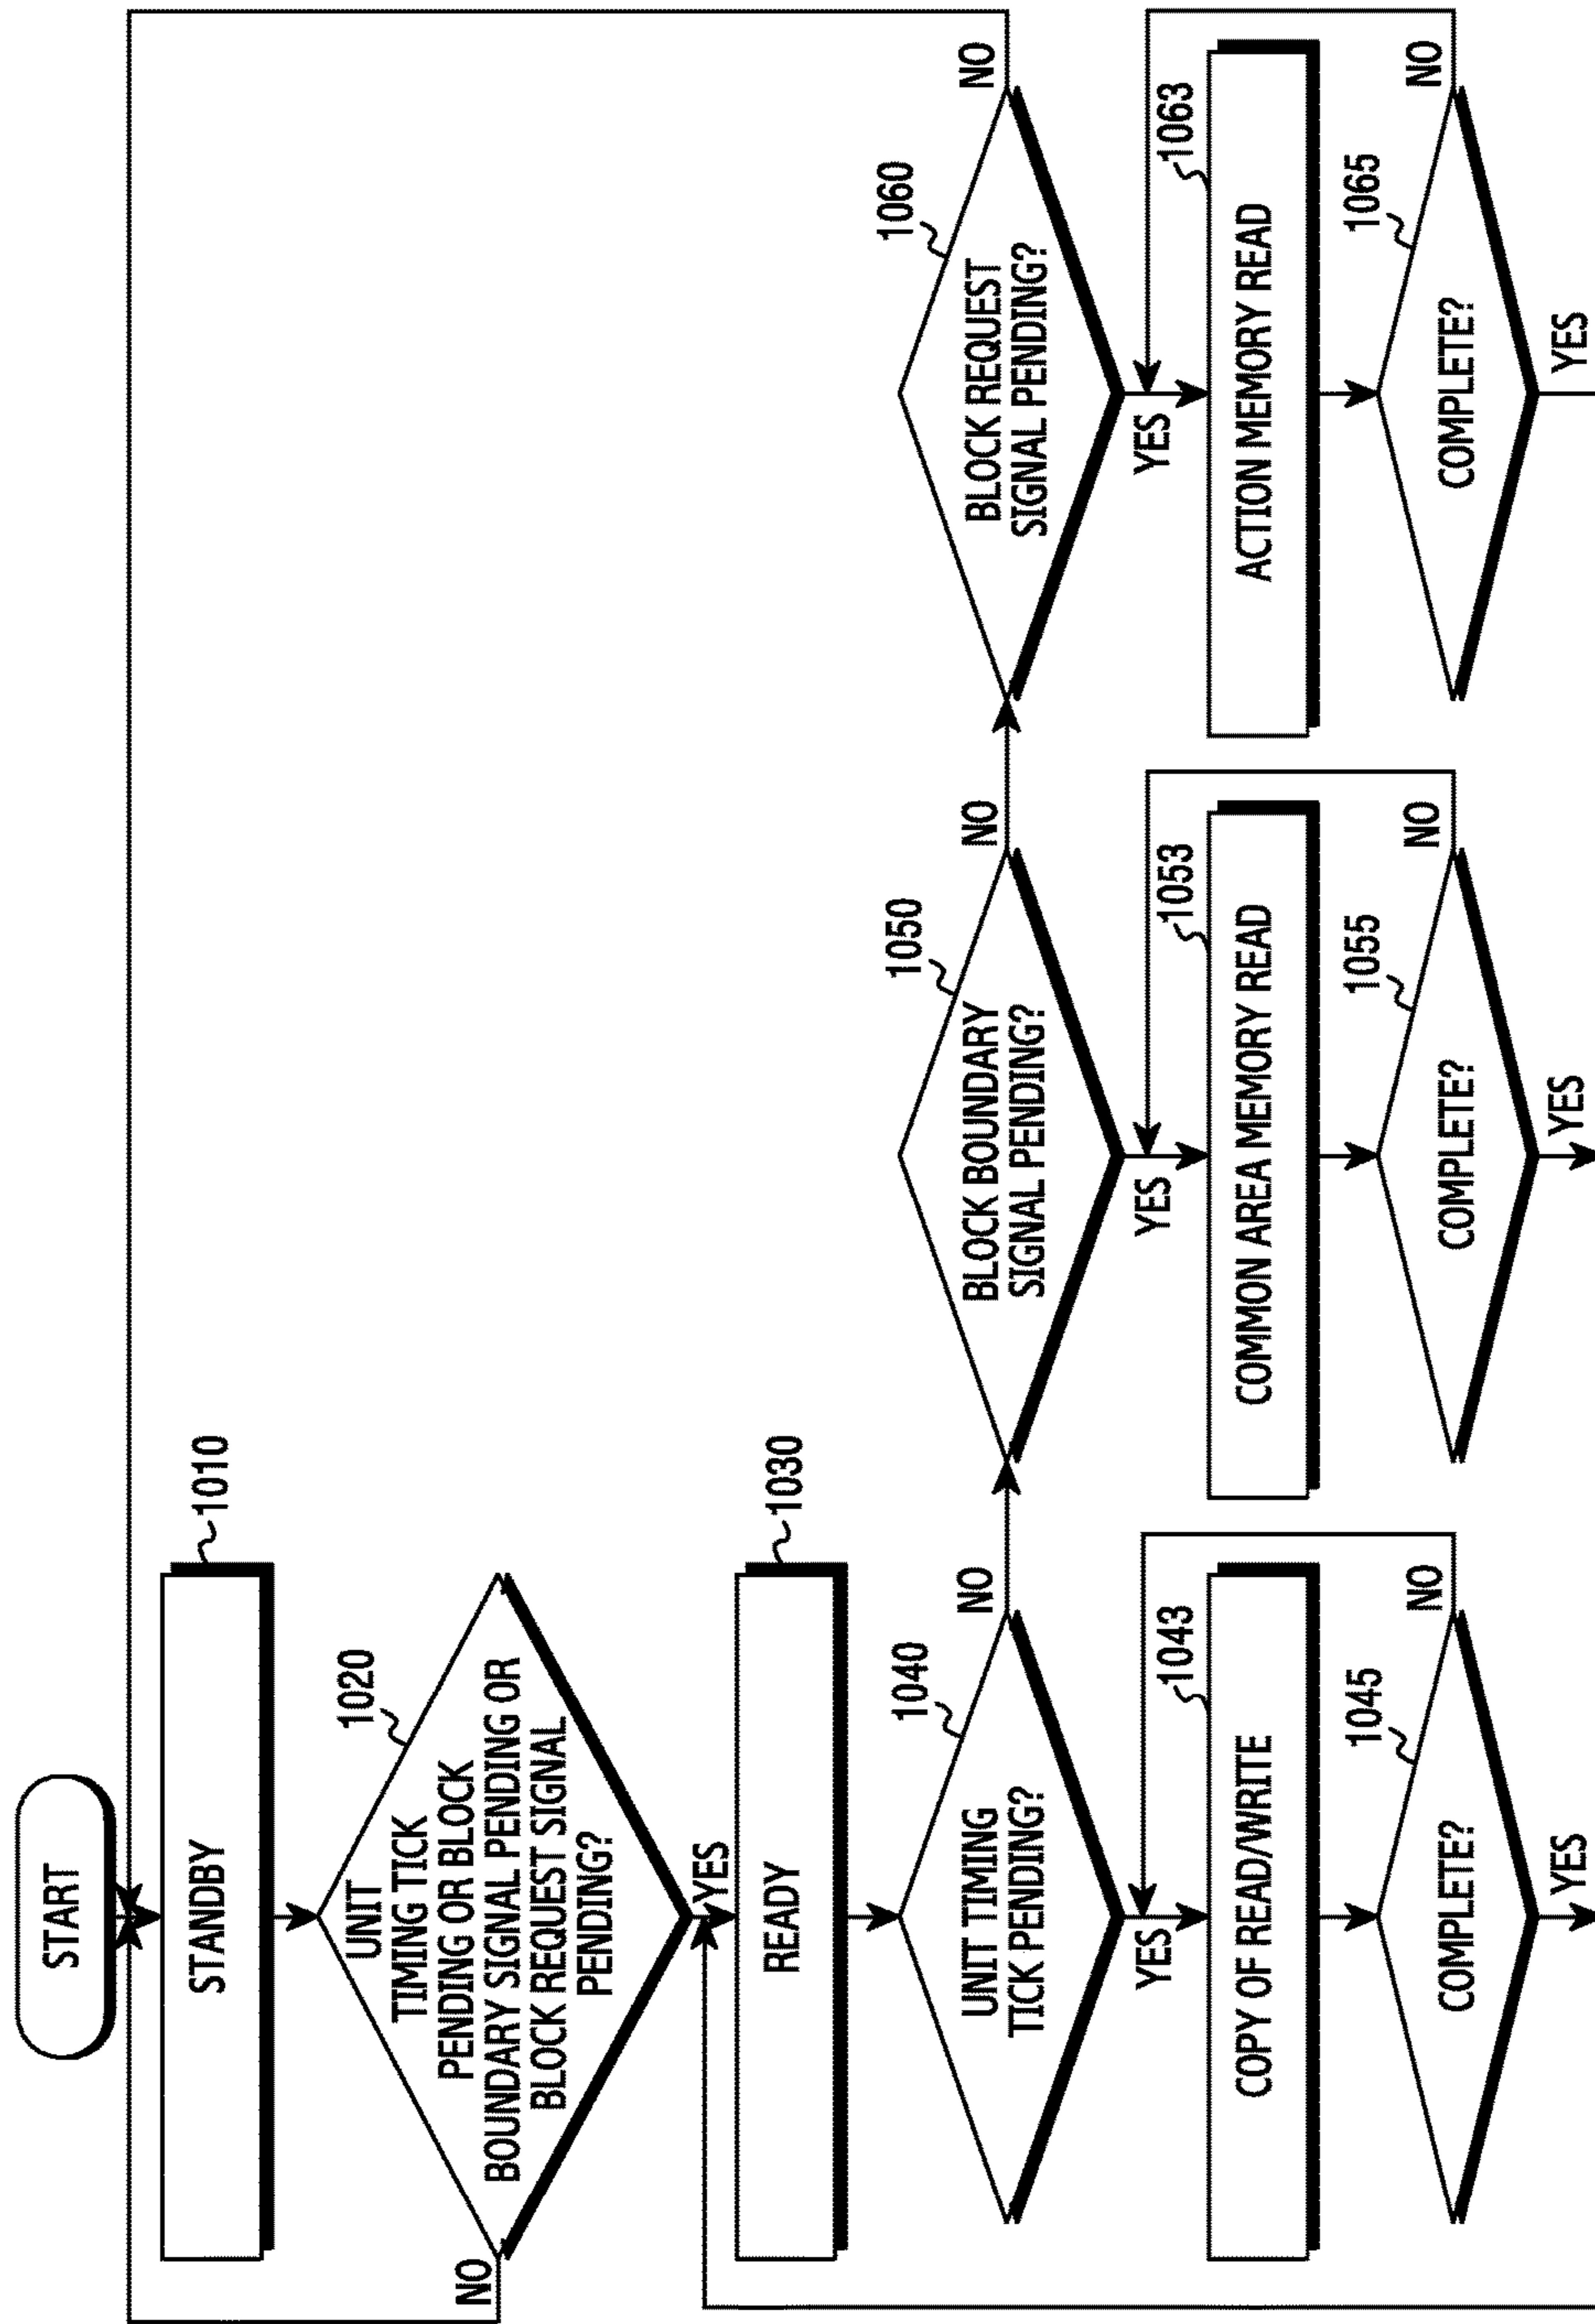 START
STANDBY
1010
UNIT
TIMING TICK
PENDING OR BLOCK
BOUNDARY SIGNAL PENDING OR
BLOCK REQUEST SIGNAL
PENDING?
1020
NO
YES
READY
1030
UNIT TIMING
TICK PENDING?
1040
NO
BLOCK BOUNDARY
SIGNAL PENDING?
1050
NO
BLOCK REQUEST
SIGNAL PENDING?
1060
NO
YES
YES
YES
COPY OF READ/WRITE
1043
COMMON AREA MEMORY READ
1053
ACTION MEMORY READ
1063
COMPLETE?
1045
NO
COMPLETE?
1055
NO
COMPLETE?
1065
NO
YES
YES
YES